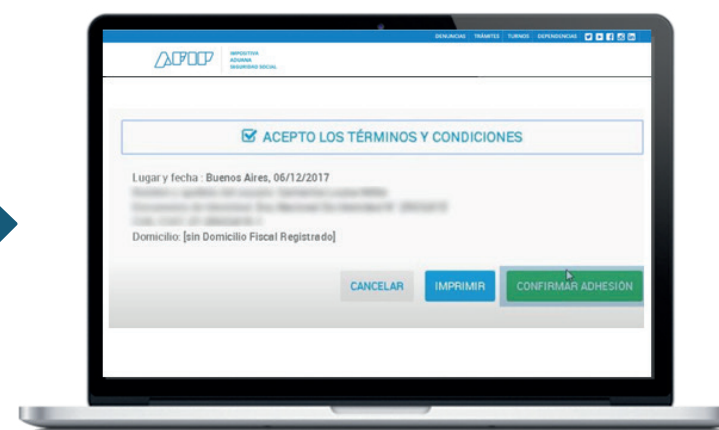 DENUNCIAS TRÁMITES TURNOS DEPENDENCIAS
AFIP
IMPOSITIVA
ADUANA
SEGURIDAD SOCIAL
ACEPTO LOS TÉRMINOS Y CONDICIONES
Lugar y fecha : Buenos Aires, 06/12/2017
Domicilio: [sin Domicilio Fiscal Registrado]
CANCELAR IMPRIMIR CONFIRMAR ADHESIÓN